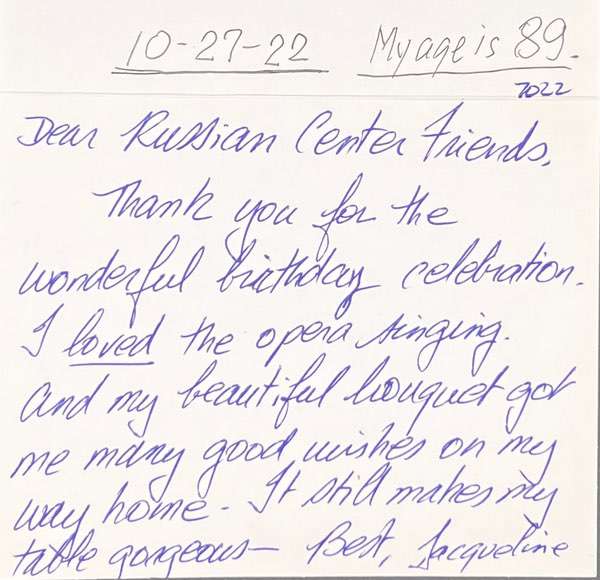 10-27-22 My age is 89.
2022
Dear Russian Center Friends,
Thank you for the
wonderful birthday celebration.
I loved the opera singing.
And my beautiful bouquet got
me many good wishes on my
way home. It still makes my
table gorgeous— Best, Jacqueline